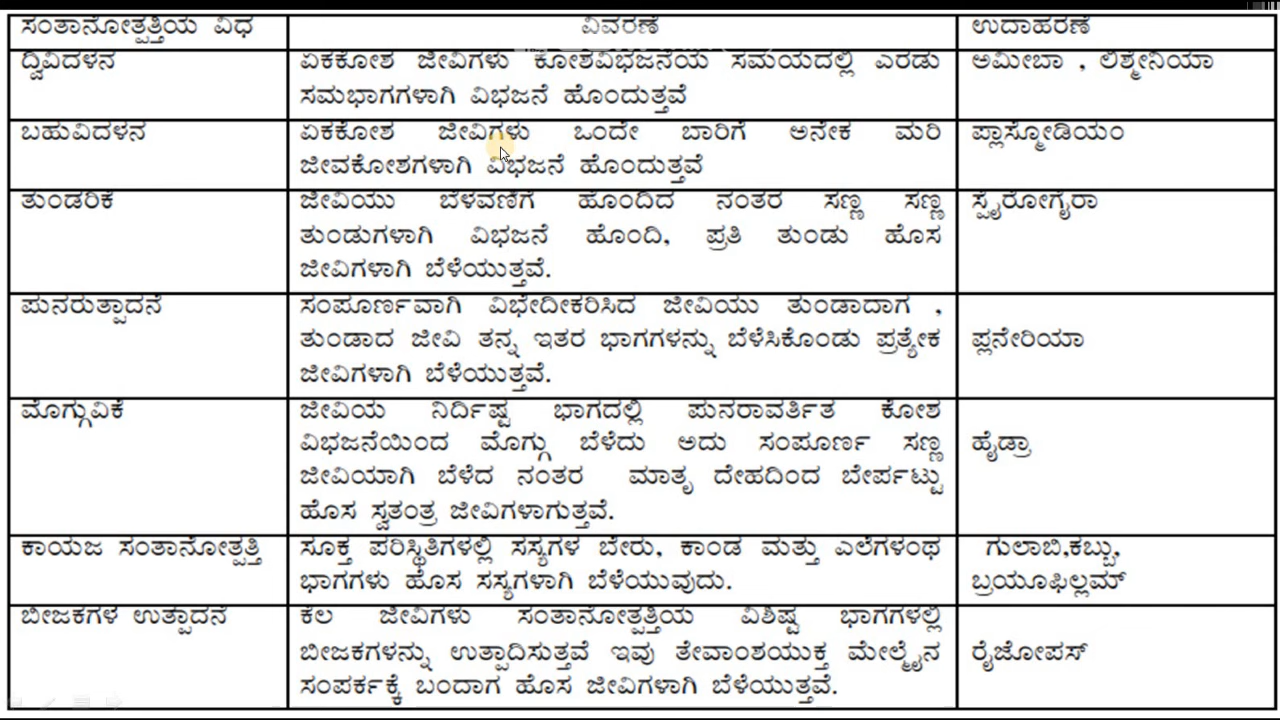 ಸಂತಾನೋತ್ಪತ್ತಿಯ ವಿಧ
ವಿವರಣೆ
ಉದಾಹರಣೆ
ದ್ವಿವಿದಳನ
ಏಕಕೋಶ ಜೀವಿಗಳು ಕೋಶವಿಭಜನೆಯ ಸಮಯದಲ್ಲಿ ಎರಡು
ಸಮಭಾಗಗಳಾಗಿ ವಿಭಜನೆ ಹೊಂದುತ್ತವೆ
ಅಮೀಬಾ , ಲಿಶ್ಮೇನಿಯಾ
ಬಹುವಿದಳನ
ಏಕಕೋಶ ಜೀವಿಗಳು ಒಂದೇ ಬಾರಿಗೆ ಅನೇಕ ಮರಿ
ಜೀವಕೋಶಗಳಾಗಿ ವಿಭಜನೆ ಹೊಂದುತ್ತವೆ
ಪ್ಲಾಸ್ಮೋಡಿಯಂ
ತುಂಡರಿಕೆ
ಜೀವಿಯು ಬೆಳವಣಿಗೆ ಹೊಂದಿದ ನಂತರ ಸಣ್ಣ ಸಣ್ಣ
ತುಂಡುಗಳಾಗಿ ವಿಭಜನೆ ಹೊಂದಿ, ಪ್ರತಿ ತುಂಡು ಹೊಸ
ಜೀವಿಗಳಾಗಿ ಬೆಳೆಯುತ್ತವೆ.
ಸ್ಪೈರೋಗೈರಾ
ಪುನರುತ್ಪಾದನೆ
ಸಂಪೂರ್ಣವಾಗಿ ವಿಭೇದೀಕರಿಸಿದ ಜೀವಿಯು ತುಂಡಾದಾಗ ,
ತುಂಡಾದ ಜೀವಿ ತನ್ನ ಇತರ ಭಾಗಗಳನ್ನು ಬೆಳೆಸಿಕೊಂಡು ಪ್ರತ್ಯೇಕ
ಜೀವಿಗಳಾಗಿ ಬೆಳೆಯುತ್ತವೆ.
ಪ್ಲನೇರಿಯಾ
ಮೊಗ್ಗುವಿಕೆ
ಜೀವಿಯ ನಿರ್ದಿಷ್ಟ ಭಾಗದಲ್ಲಿ ಪುನರಾವರ್ತಿತ ಕೋಶ
ವಿಭಜನೆಯಿಂದ ಮೊಗ್ಗು ಬೆಳೆದು ಅದು ಸಂಪೂರ್ಣ ಸಣ್ಣ
ಜೀವಿಯಾಗಿ ಬೆಳೆದ ನಂತರ ಮಾತೃ ದೇಹದಿಂದ ಬೇರ್ಪಟ್ಟು
ಹೊಸ ಸ್ವತಂತ್ರ ಜೀವಿಗಳಾಗುತ್ತವೆ.
ಹೈಡ್ರಾ
ಕಾಯಜ ಸಂತಾನೋತ್ಪತ್ತಿ
ಸೂಕ್ತ ಪರಿಸ್ಥಿತಿಗಳಲ್ಲಿ ಸಸ್ಯಗಳ ಬೇರು, ಕಾಂಡ ಮತ್ತು ಎಲೆಗಳಂಥ
ಭಾಗಗಳು ಹೊಸ ಸಸ್ಯಗಳಾಗಿ ಬೆಳೆಯುವುದು.
ಗುಲಾಬಿ,ಕಬ್ಬು,
ಬ್ರಯೂಫಿಲ್ಲಮ್
ಬೀಜಕಗಳ ಉತ್ಪಾದನೆ
ಕೆಲ ಜೀವಿಗಳು ಸಂತಾನೋತ್ಪತ್ತಿಯ ವಿಶಿಷ್ಟ ಭಾಗಗಳಲ್ಲಿ
ಬೀಜಕಗಳನ್ನು ಉತ್ಪಾದಿಸುತ್ತವೆ ಇವು ತೇವಾಂಶಯುಕ್ತ ಮೇಲ್ಮೈನ
ಸಂಪರ್ಕಕ್ಕೆ ಬಂದಾಗ ಹೊಸ ಜೀವಿಗಳಾಗಿ ಬೆಳೆಯುತ್ತವೆ.
ರೈಜೋಪಸ್